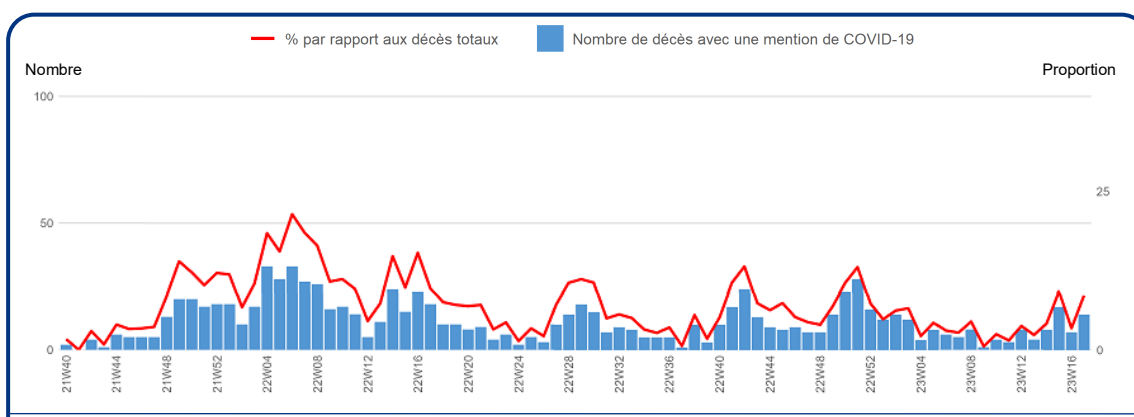 % par rapport aux décès totaux
Nombre de décès avec une mention de COVID-19
Nombre
Proportion
100
50
25
0
0
21W40
21W44
21W48
21W52
22W04
22W08
22W12
22W16
22W20
22W24
22W28
22W32
22W36
22W40
22W44
22W48
22W52
23W04
23W08
23W12
23W16